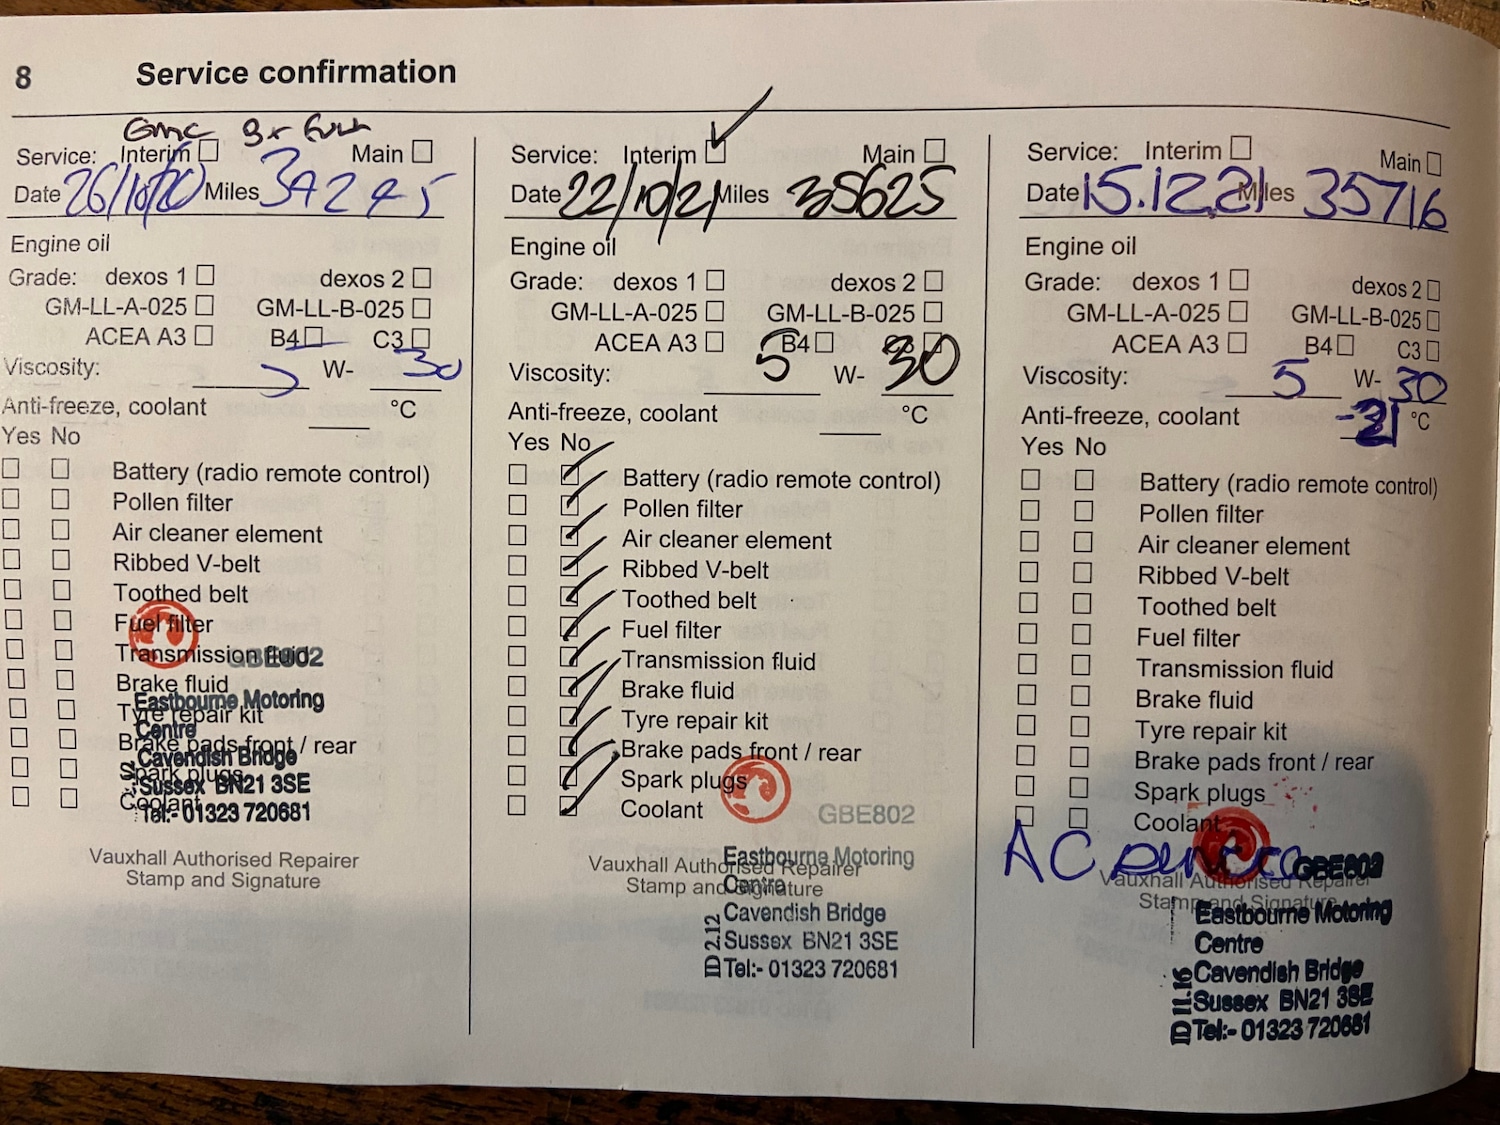 8 Service confirmation
Service: Interim Main
Date 26/10/20 Miles 34245
Engine oil
Grade: dexos 1 dexos 2
GM-LL-A-025 GM-LL-B-025
ACEA A3 B4 C3
Viscosity: 5 W- 30
Anti-freeze, coolant °C
Yes No
Battery (radio remote control)
Pollen filter
Air cleaner element
Ribbed V-belt
Toothed belt
Fuel filter
Transmission fluid
Brake fluid
Tyre repair kit
Brake pads front / rear
Spark plugs
Coolant
GBE802
Eastbourne Motoring
Centre
Cavendish Bridge
Sussex BN21 3SE
Tel:- 01323 720681
Vauxhall Authorised Repairer
Stamp and Signature
Service: Interim Main
Date 22/10/21 Miles 35625
Engine oil
Grade: dexos 1 dexos 2
GM-LL-A-025 GM-LL-B-025
ACEA A3 B4 C3
Viscosity: 5 W- 30
Anti-freeze, coolant °C
Yes No
Battery (radio remote control)
Pollen filter
Air cleaner element
Ribbed V-belt
Toothed belt
Fuel filter
Transmission fluid
Brake fluid
Tyre repair kit
Brake pads front / rear
Spark plugs
Coolant
GBE802
Vauxhall Authorised Repairer
Stamp and Signature
Eastbourne Motoring
Centre
Cavendish Bridge
Sussex BN21 3SE
Tel:- 01323 720681
ID 2.12
Service: Interim Main
Date 15.12.21 Miles 35716
Engine oil
Grade: dexos 1 dexos 2
GM-LL-A-025 GM-LL-B-025
ACEA A3 B4 C3
Viscosity: 5 W- 30
Anti-freeze, coolant -21 °C
Yes No
Battery (radio remote control)
Pollen filter
Air cleaner element
Ribbed V-belt
Toothed belt
Fuel filter
Transmission fluid
Brake fluid
Tyre repair kit
Brake pads front / rear
Spark plugs
Coolant
AC
GBE802
Vauxhall Authorised Repairer
Stamp and Signature
Eastbourne Motoring
Centre
Cavendish Bridge
Sussex BN21 3SE
Tel:- 01323 720681
ID 11.16